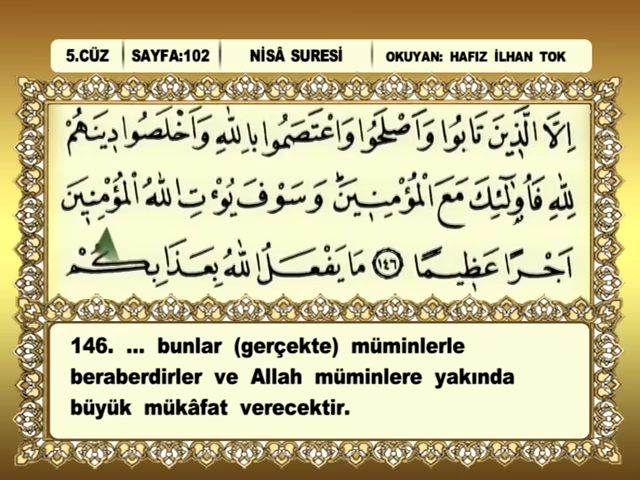 5.CÜZ SAYFA:102 NİSÂ SURESİ OKUYAN: HAFIZ İLHAN TOK
اِلَّا الَّذ۪ينَ تَابُوا وَاَصْلَحُوا وَاعْتَصَمُوا بِاللّٰهِ وَاَخْلَصُوا د۪ينَهُمْ
لِلّٰهِ فَاُو۬لٰٓئِكَ مَعَ الْمُؤْمِن۪ينَۜ وَسَوْفَ يُؤْتِ اللّٰهُ الْمُؤْمِن۪ينَ
اَجْرًا عَظ۪يمًا ﴿١٤٦﴾ مَا يَفْعَلُ اللّٰهُ بِعَذَابِكُمْ
146. ... bunlar (gerçekte) müminlerle
beraberdirler ve Allah müminlere yakında
büyük mükâfat verecektir.